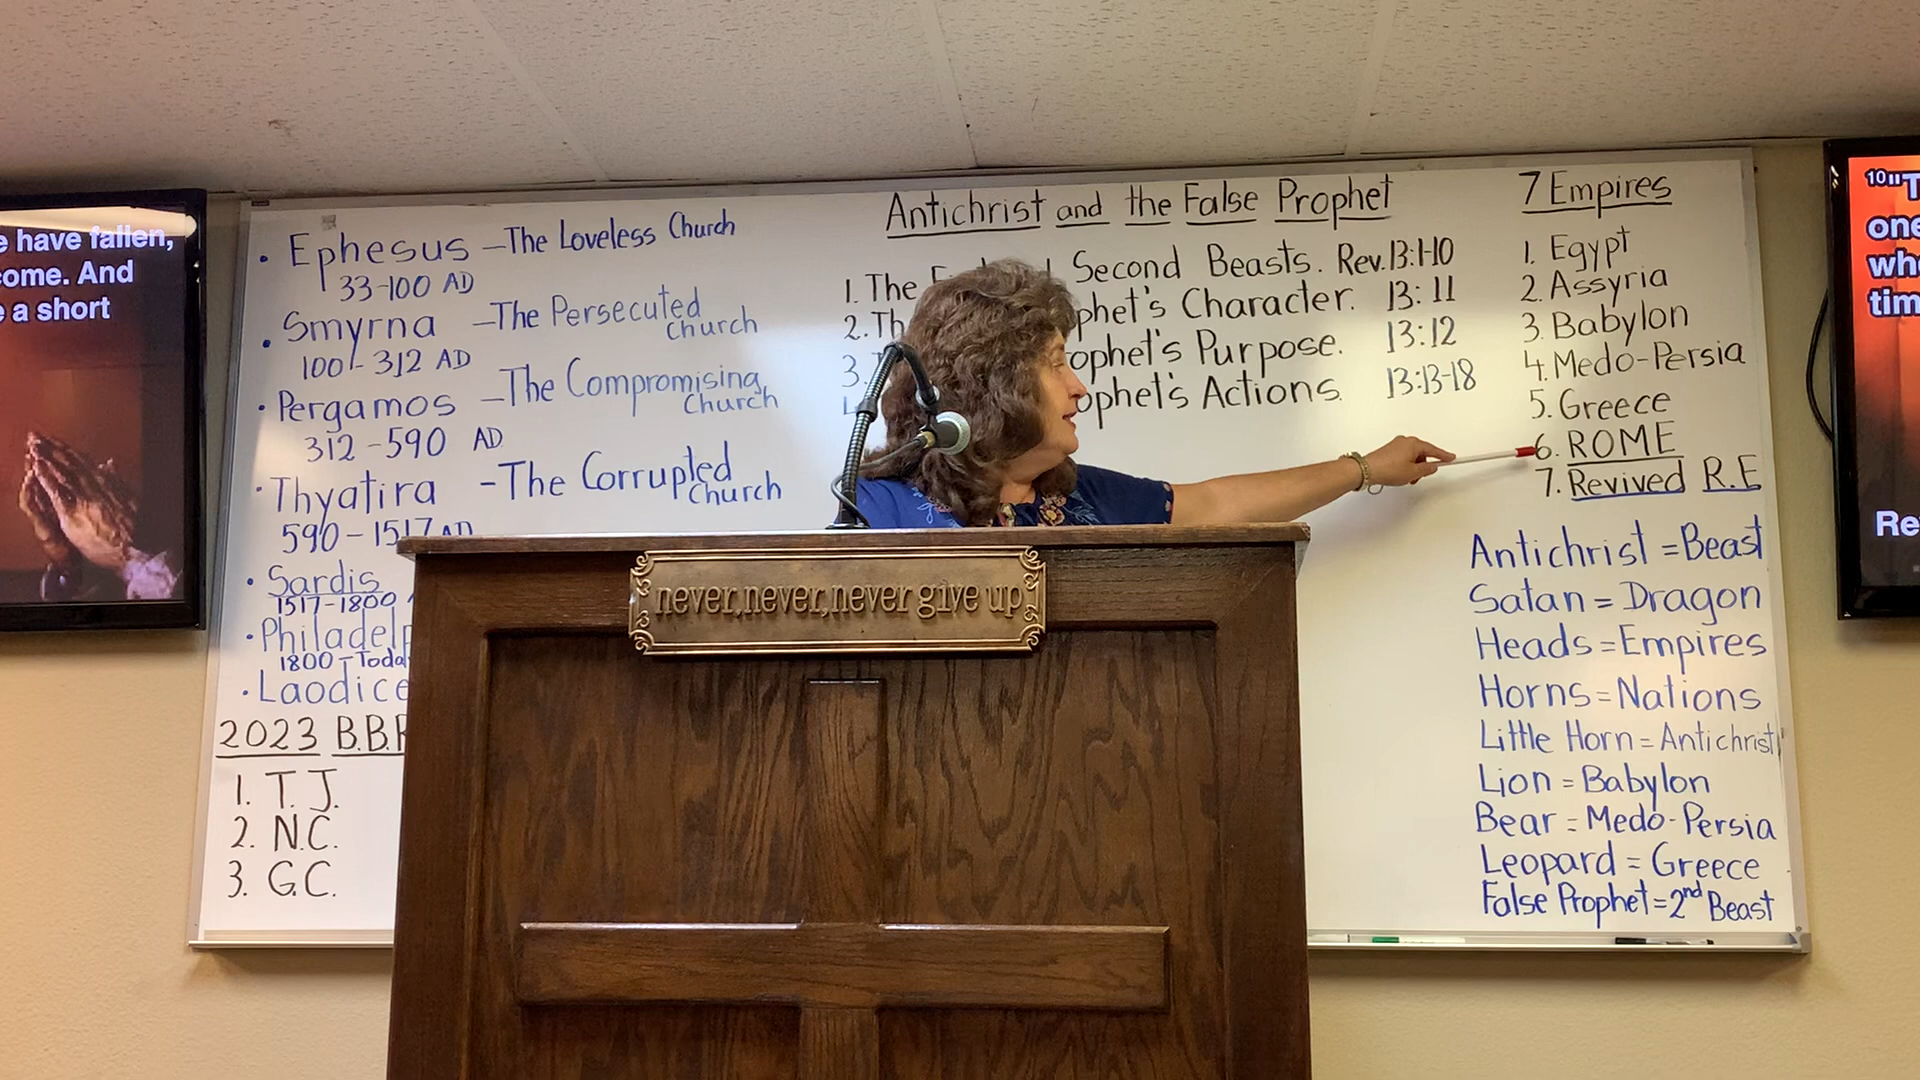 e have fallen,
come. And
e a short
• Ephesus – The Loveless Church
33-100 AD
• Smyrna – The Persecuted Church
100 - 312 AD
• Pergamos – The Compromising Church
312 - 590 AD
• Thyatira - The Corrupted Church
590 - 1517 AD
• Sardis
1517-1800
• Philadelp
1800 - Toda
• Laodice
2023 B.B.
1. T.J.
2. N.C.
3. G.C.
Antichrist and the False Prophet
1. The Second Beasts. Rev.13:1-10
2. Th phet's Character. 13:11
3. ophet's Purpose. 13:12
ophet's Actions. 13:13-18
7 Empires
1. Egypt
2. Assyria
3. Babylon
4. Medo-Persia
5. Greece
6. ROME
7. Revived R.E
Antichrist = Beast
Satan = Dragon
Heads = Empires
Horns = Nations
Little Horn = Antichrist
Lion = Babylon
Bear = Medo-Persia
Leopard = Greece
False Prophet = 2nd Beast
never, never, never give up
10 "T
one
wh
tim
Re